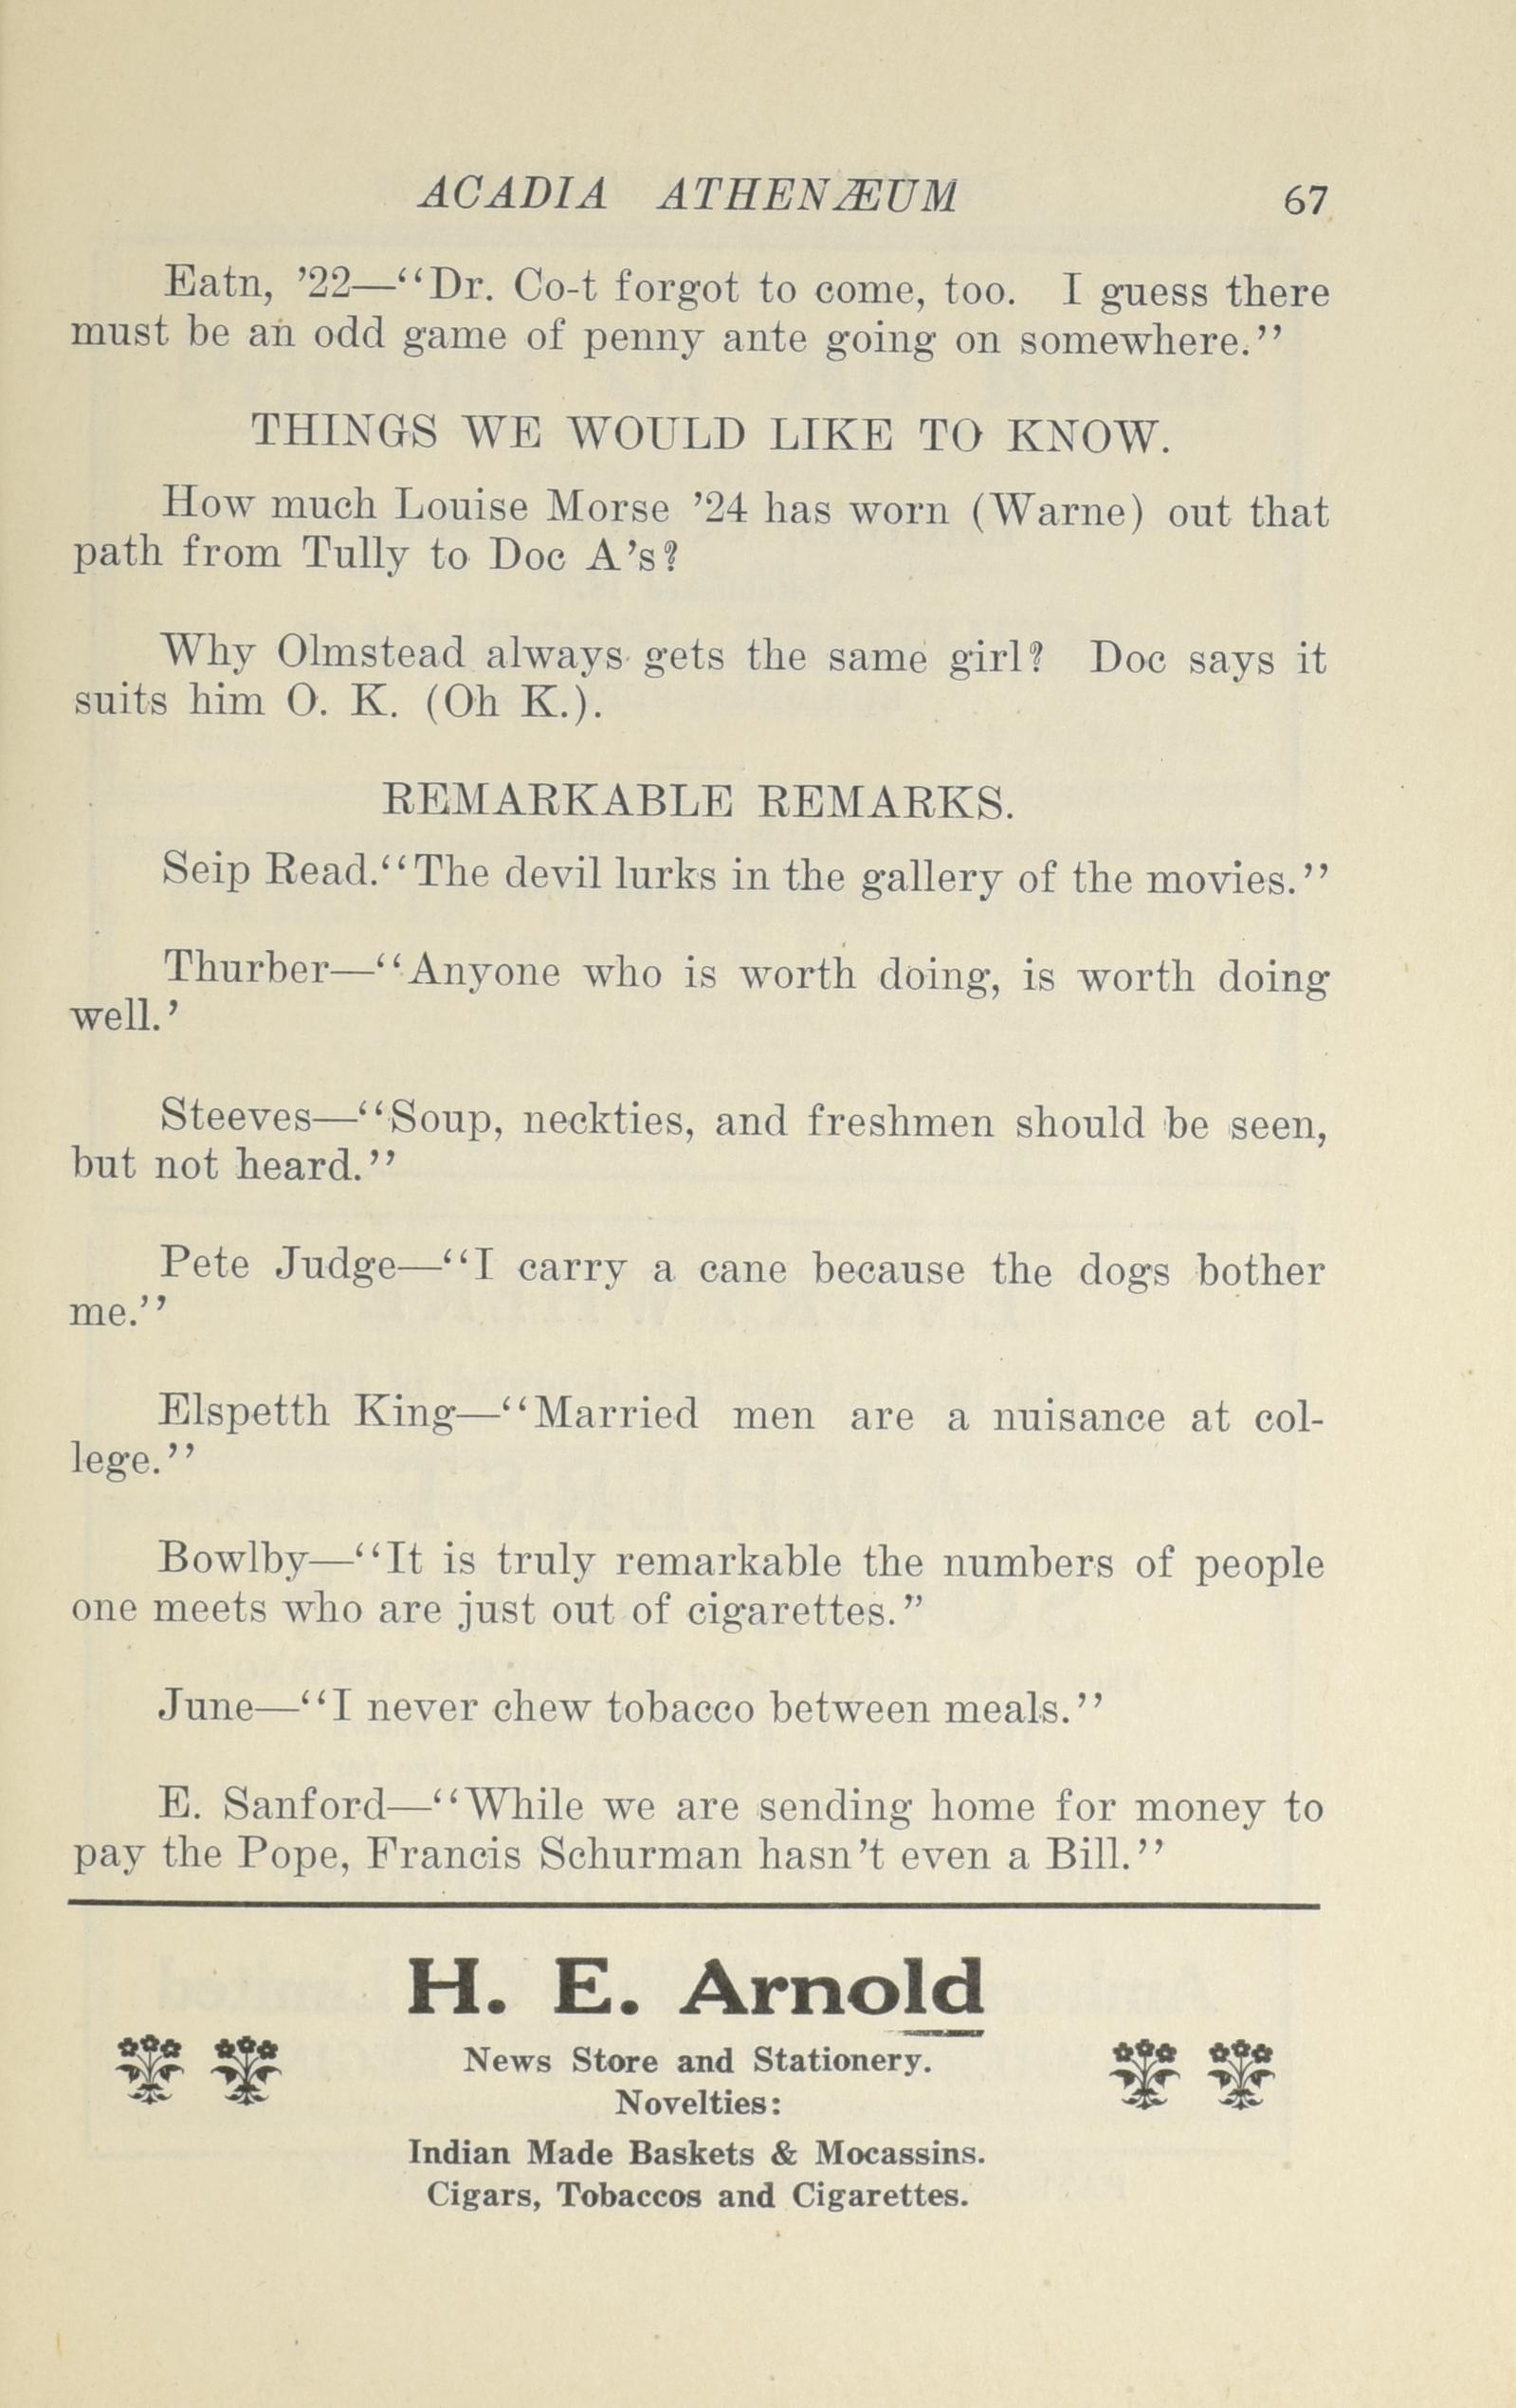 ACADIA ATHENÆUM 67
Eatn, ’22—“Dr. Co-t forgot to come, too. I guess there
must be an odd game of penny ante going on somewhere.”
THINGS WE WOULD LIKE TO KNOW.
How much Louise Morse ’24 has worn (Warne) out that
path from Tully to Doc A’s?
Why Olmstead always gets the same girl? Doc says it
suits him O. K. (Oh K.).
REMARKABLE REMARKS.
Seip Read.“The devil lurks in the gallery of the movies.”
Thurber—“Anyone who is worth doing, is worth doing
well.’
Steeves—“Soup, neckties, and freshmen should be seen,
but not heard.”
Pete Judge—“I carry a cane because the dogs bother
me.”
Elspetth King—“Married men are a nuisance at col-
lege.”
Bowlby—“It is truly remarkable the numbers of people
one meets who are just out of cigarettes.”
June—“I never chew tobacco between meals.”
E. Sanford—“While we are sending home for money to
pay the Pope, Francis Schurman hasn’t even a Bill.”
H. E. Arnold
News Store and Stationery.
Novelties:
Indian Made Baskets & Mocassins.
Cigars, Tobaccos and Cigarettes.